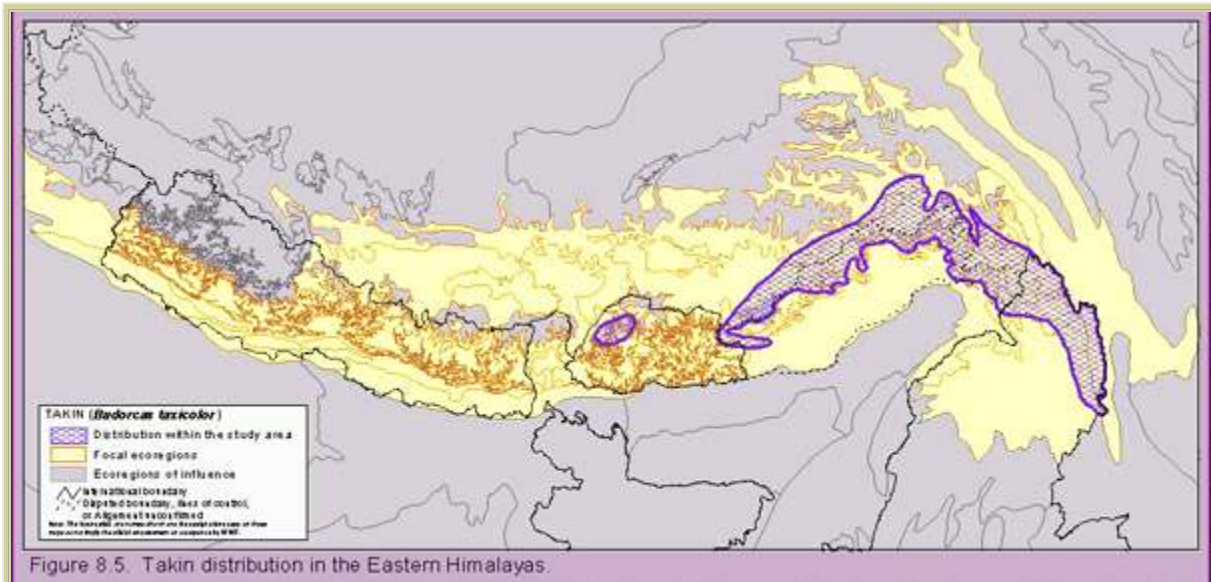 TAKIN (Budorcas taxicolor)
Distribution within the study area
Focal ecoregions
Ecoregions of influence
International boundary
Disputed boundary, lines of control,
or Alignment unconfirmed
Figure 8.5. Takin distribution in the Eastern Himalayas.